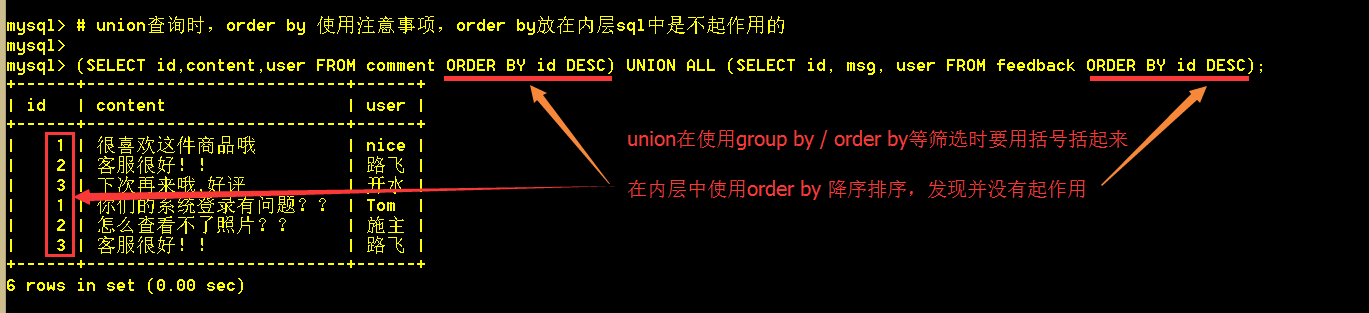 mysql> # union查询时，order by 使用注意事项，order by放在内层sql中是不起作用的
mysql>
mysql> (SELECT id,content,user FROM comment ORDER BY id DESC) UNION ALL (SELECT id, msg, user FROM feedback ORDER BY id DESC);
+------+--------------------------+------+
| id | content | user |
+------+--------------------------+------+
| 1 | 很喜欢这件商品哦 | nice |
| 2 | 客服很好！！ | 路飞 |
| 3 | 下次再来哦,好评 | 开水 |
| 1 | 你们的系统登录有问题？？ | Tom |
| 2 | 怎么查看不了照片？？ | 施主 |
| 3 | 客服很好！！ | 路飞 |
+------+--------------------------+------+
6 rows in set (0.00 sec)
union在使用group by / order by等筛选时要用括号括起来
在内层中使用order by 降序排序，发现并没有起作用